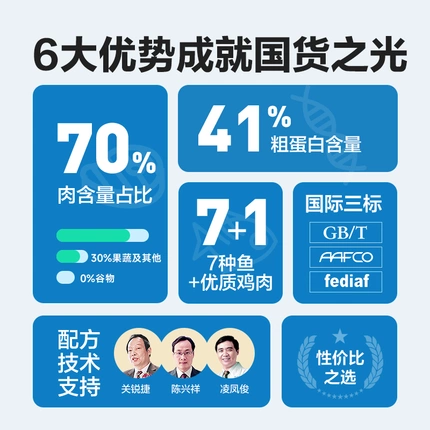 6大优势成就国货之光
70%
肉含量占比
30%果蔬及其他
0%谷物
41%
粗蛋白含量
7+1
7种鱼
+优质鸡肉
国际三标
GB/T
AAFCO
fediaf
配方
技术
支持
关锐捷
陈兴祥
凌凤俊
性价比
之选